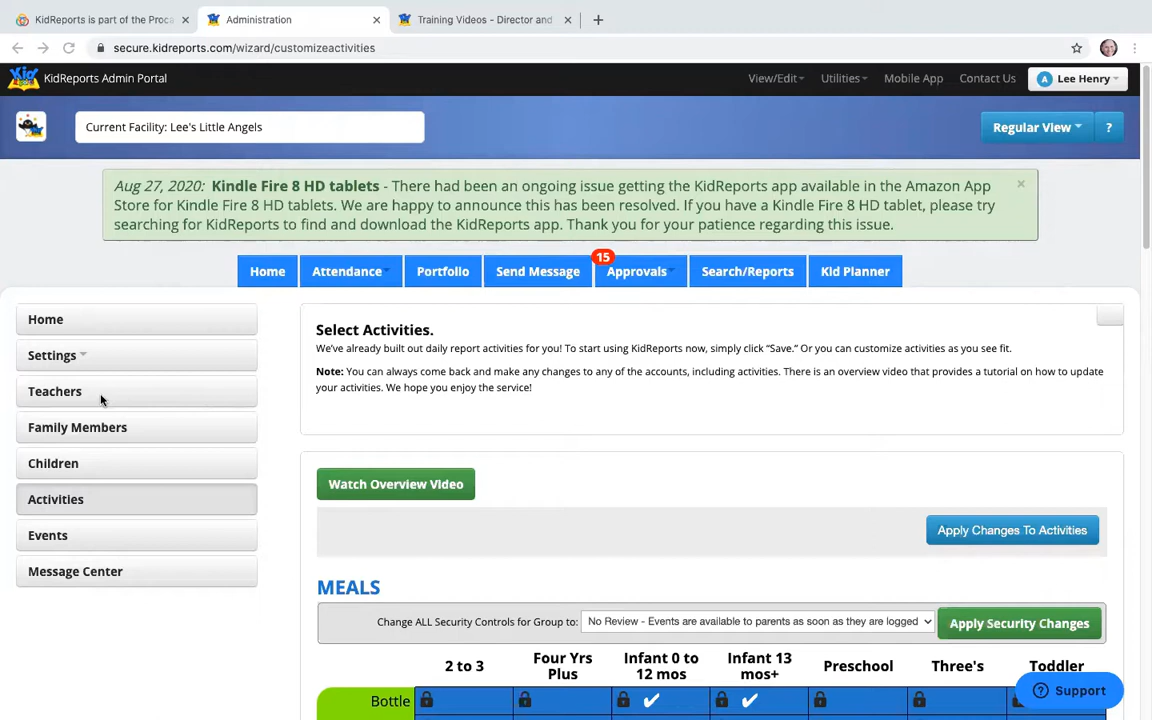 KidReports is part of the Proca
Administration
Training Videos - Director and
secure.kidreports.com/wizard/customizeactivities
KidReports Admin Portal
View/Edit
Utilities
Mobile App
Contact Us
A Lee Henry
Current Facility: Lee's Little Angels
Regular View
?
Aug 27, 2020: Kindle Fire 8 HD tablets - There had been an ongoing issue getting the KidReports app available in the Amazon App
Store for Kindle Fire 8 HD tablets. We are happy to announce this has been resolved. If you have a Kindle Fire 8 HD tablet, please try
searching for KidReports to find and download the KidReports app. Thank you for your patience regarding this issue.
Home
Attendance
Portfolio
Send Message
15
Approvals
Search/Reports
Kid Planner
Home
Settings
Teachers
Family Members
Children
Activities
Events
Message Center
Select Activities.
We've already built out daily report activities for you! To start using KidReports now, simply click "Save." Or you can customize activities as you see fit.
Note: You can always come back and make any changes to any of the accounts, including activities. There is an overview video that provides a tutorial on how to update
your activities. We hope you enjoy the service!
Watch Overview Video
Apply Changes To Activities
MEALS
Change ALL Security Controls for Group to:
No Review - Events are available to parents as soon as they are logged
Apply Security Changes
2 to 3
Four Yrs
Plus
Infant 0 to
12 mos
Infant 13
mos+
Preschool
Three's
Toddler
Bottle
Support